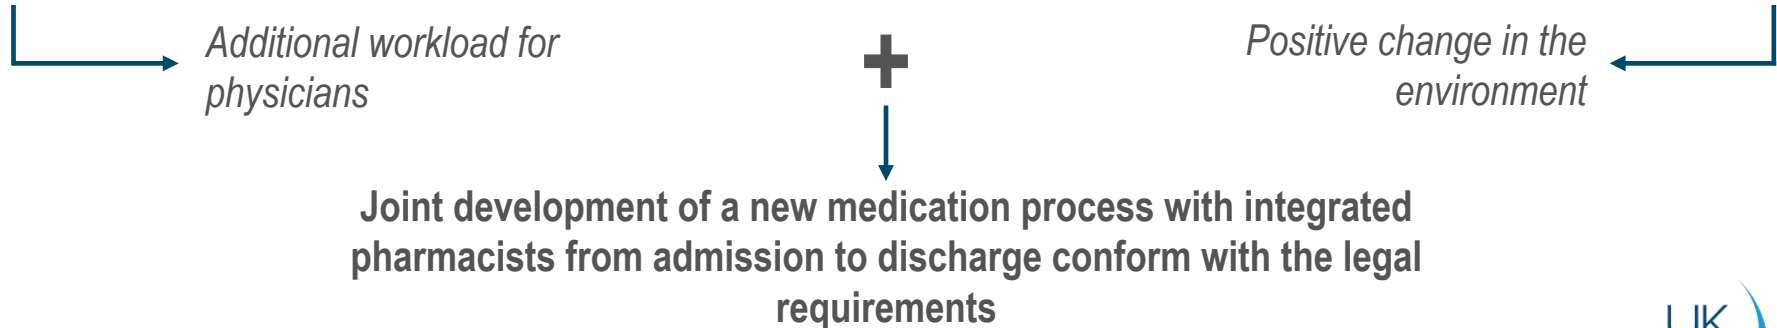 Additional workload for
physicians
+
Positive change in the
environment
Joint development of a new medication process with integrated
pharmacists from admission to discharge conform with the legal
requirements
UK